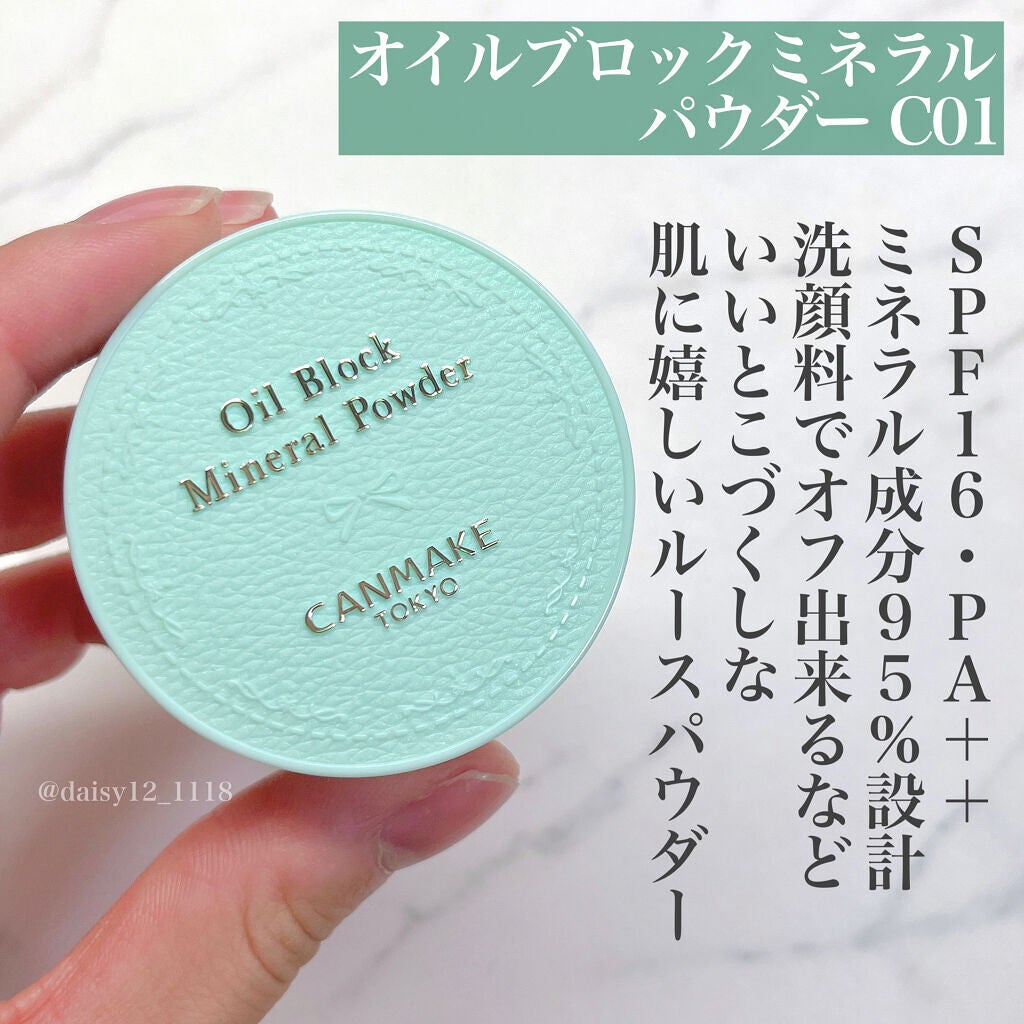 オイルブロックミネラル
パウダー C01
SPF16・PA++
ミネラル成分95%設計
洗顔料でオフ出来るなど
いいとこづくしな
肌に嬉しいルースパウダー
Oil Block
Mineral Powder
CANMAKE
TOKYO
@daisy12_1118